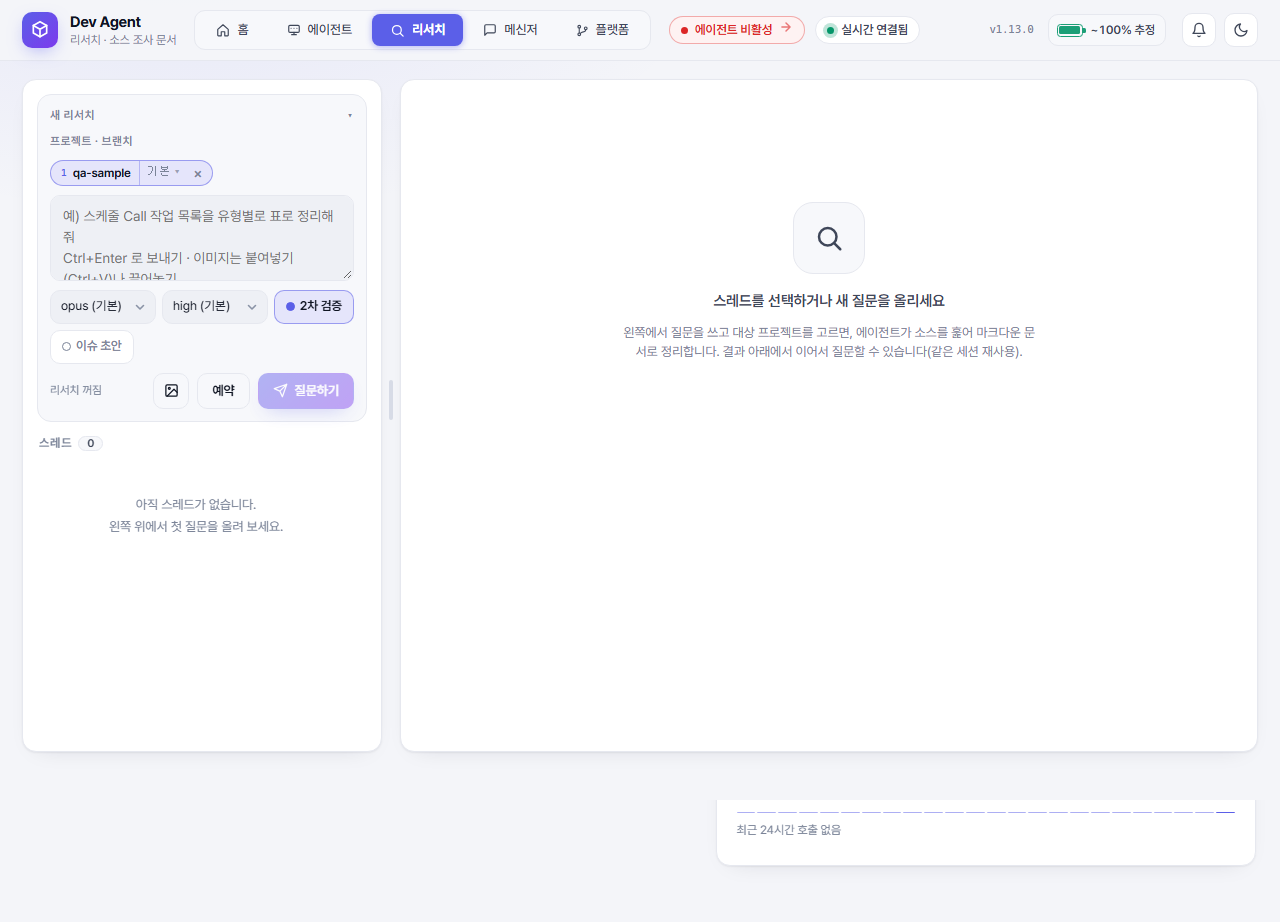 Dev Agent
리서치 · 소스 조사 문서
홈
에이전트
리서치
메신저
플랫폼
에이전트 비활성 →
실시간 연결됨
v1.13.0
~100% 추정
새 리서치
프로젝트 · 브랜치
1 qa-sample 기본 ×
예) 스케줄 Call 작업 목록을 유형별로 표로 정리해
줘
Ctrl+Enter 로 보내기 · 이미지는 붙여넣기
(Ctrl+V)나 끌어놓기
opus (기본)
high (기본)
2차 검증
이슈 초안
리서치 꺼짐
예약
질문하기
스레드 0
아직 스레드가 없습니다.
왼쪽 위에서 첫 질문을 올려 보세요.
스레드를 선택하거나 새 질문을 올리세요
왼쪽에서 질문을 쓰고 대상 프로젝트를 고르면, 에이전트가 소스를 훑어 마크다운 문
서로 정리합니다. 결과 아래에서 이어서 질문할 수 있습니다(같은 세션 재사용).
최근 24시간 호출 없음